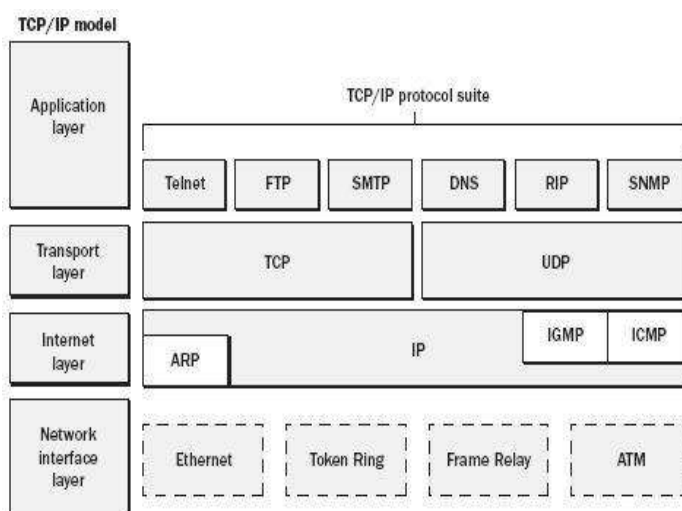 TCP/IP model
Application
layer
TCP/IP protocol suite
Telnet FTP SMTP DNS RIP SNMP
Transport
layer
TCP UDP
Internet
layer
ARP IP IGMP ICMP
Network
interface
layer
Ethernet Token Ring Frame Relay ATM